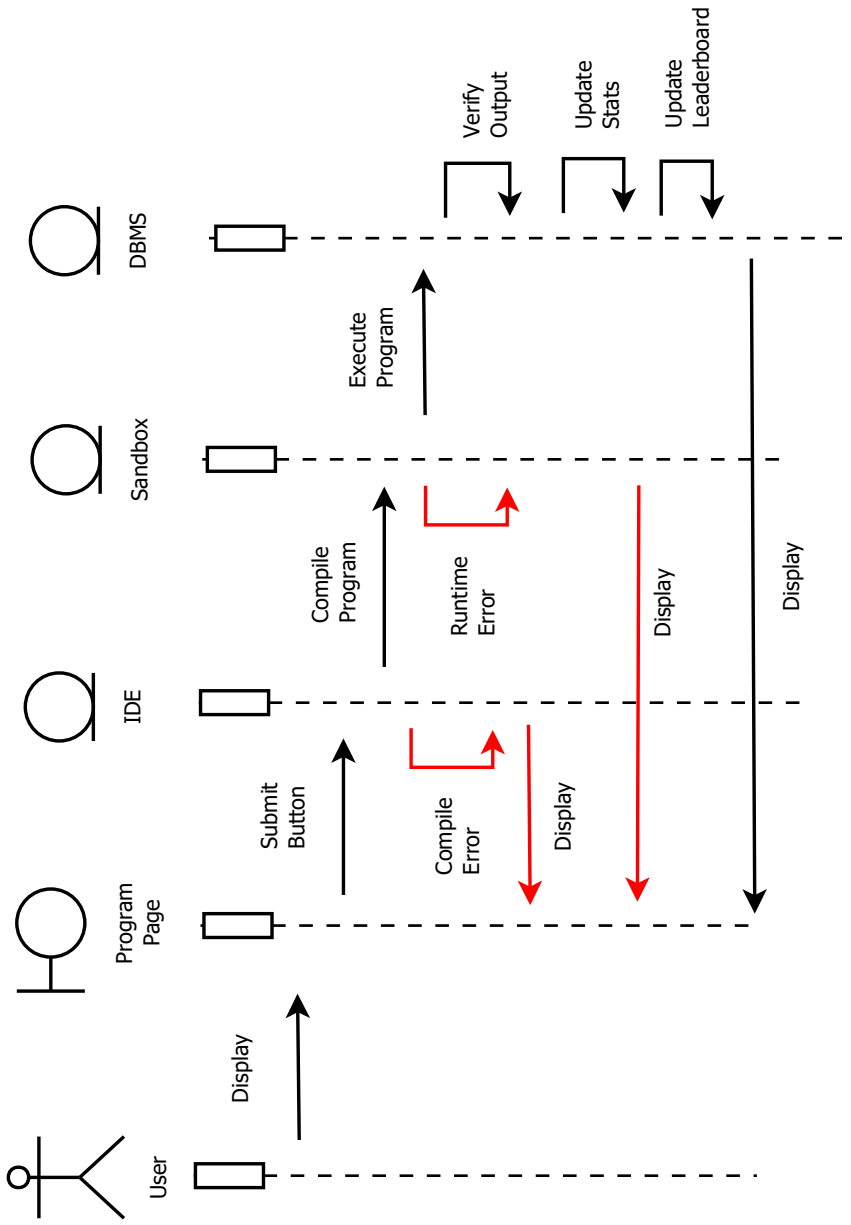 User
Program
Page
IDE
Sandbox
DBMS
Display
Submit
Button
Compile
Program
Execute
Program
Compile
Error
Runtime
Error
Verify
Output
Display
Update
Stats
Display
Update
Leaderboard
Display